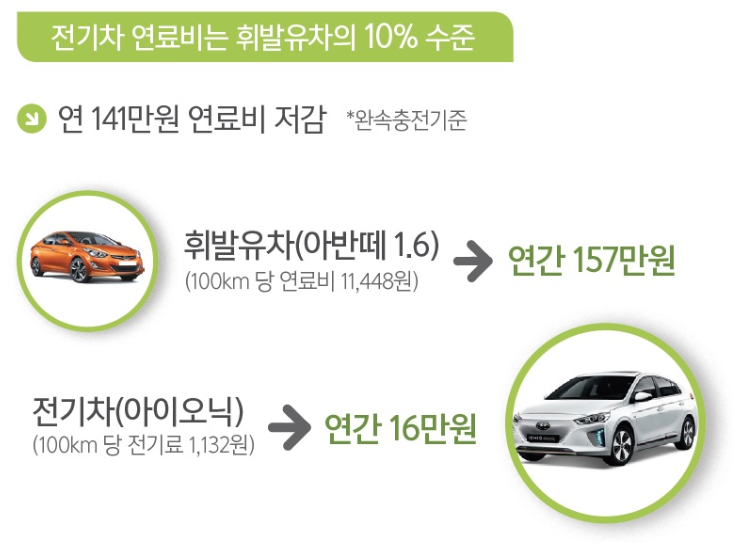 전기차 연료비는 휘발유차의 10% 수준
연 141만원 연료비 저감 *완속충전기준
휘발유차(아반떼 1.6)
(100km 당 연료비 11,448원)
연간 157만원
전기차(아이오닉)
(100km 당 전기료 1,132원)
연간 16만원